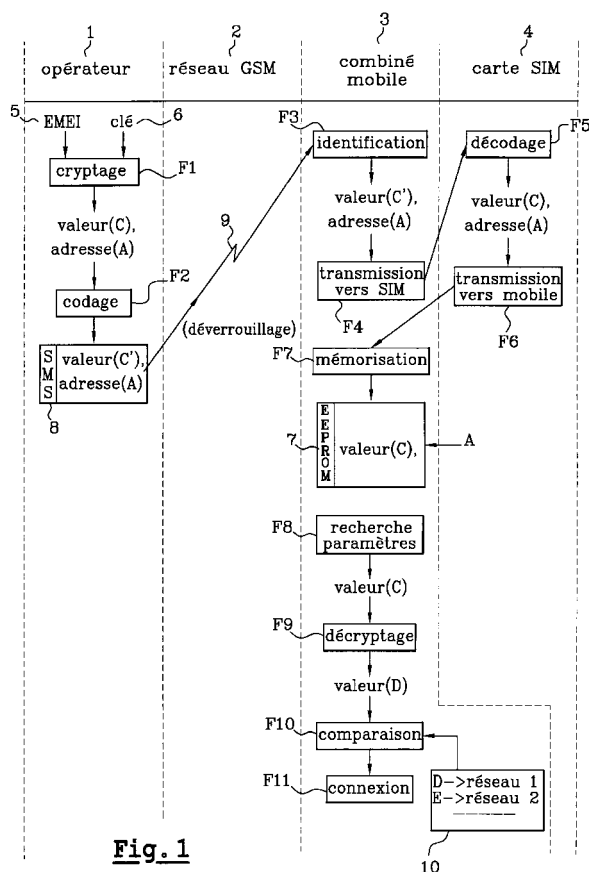 1 2 3 4
opérateur réseau GSM combiné mobile carte SIM
5 EMEI clé 6
cryptage F1
valeur(C), adresse(A)
codage F2
SMS valeur(C'), adresse(A)
8
9
(déverrouillage)
F3 identification
valeur(C'), adresse(A)
transmission vers SIM
F4
décodage F5
valeur(C), adresse(A)
transmission vers mobile
F6
F7 mémorisation
7 EEPROM valeur(C), A
F8 recherche paramètres
valeur(C)
F9 décryptage
valeur(D)
F10 comparaison
F11 connexion
D->réseau 1
E->réseau 2
10
Fig. 1